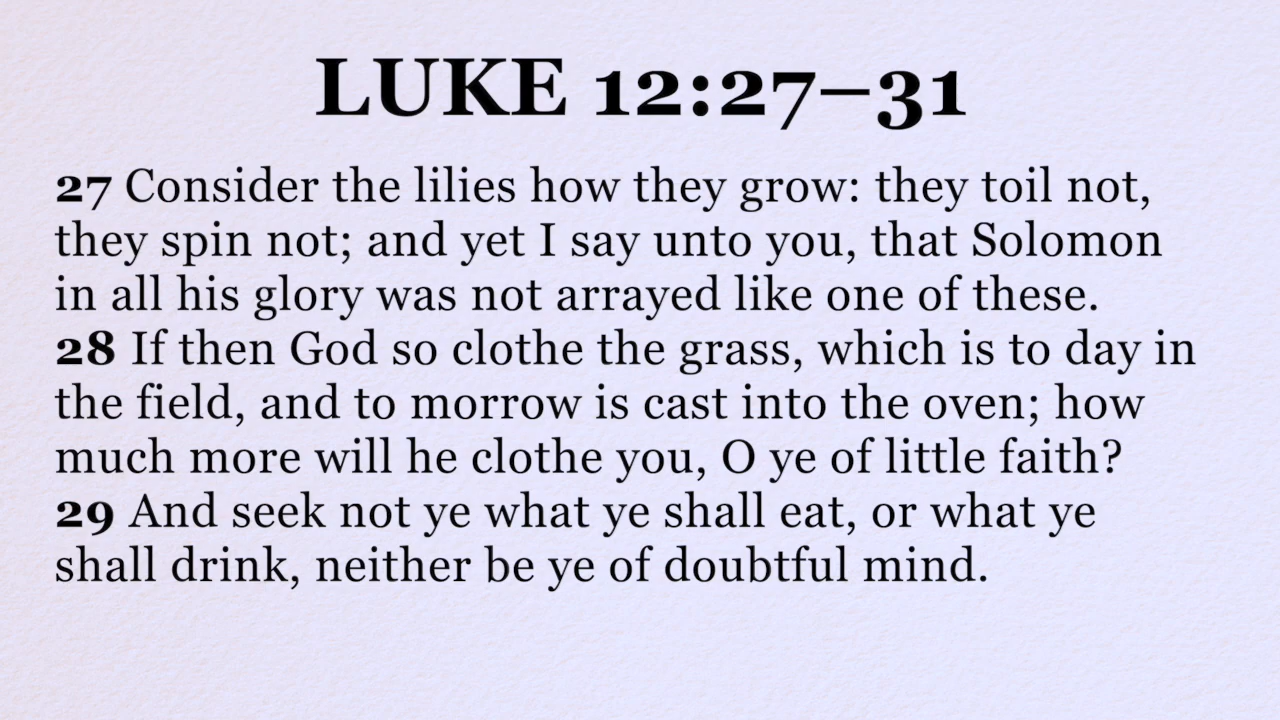 LUKE 12:27–31
27 Consider the lilies how they grow: they toil not,
they spin not; and yet I say unto you, that Solomon
in all his glory was not arrayed like one of these.
28 If then God so clothe the grass, which is to day in
the field, and to morrow is cast into the oven; how
much more will he clothe you, O ye of little faith?
29 And seek not ye what ye shall eat, or what ye
shall drink, neither be ye of doubtful mind.